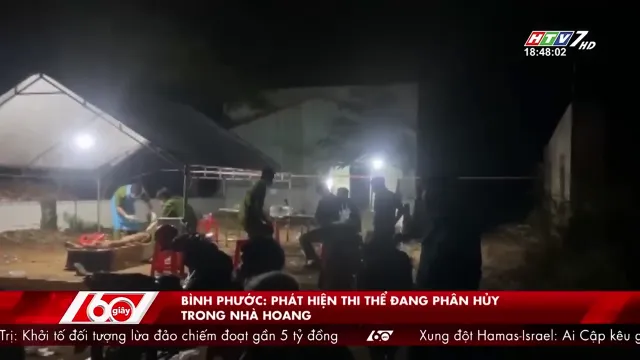 HTV7 HD
18:48:02
60 giây
BÌNH PHƯỚC: PHÁT HIỆN THI THỂ ĐANG PHÂN HỦY
TRONG NHÀ HOANG
Trị: Khởi tố đối tượng lừa đảo chiếm đoạt gần 5 tỷ đồng 60 giây Xung đột Hamas-Israel: Ai Cập kêu g